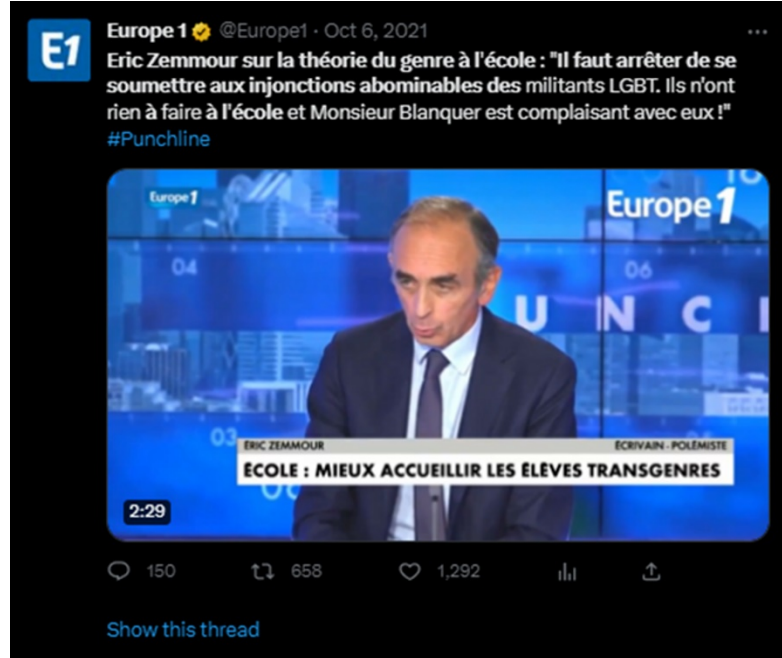 Europe 1 @Europe1 · Oct 6, 2021
E1
Eric Zemmour sur la théorie du genre à l'école : "Il faut arrêter de se
soumettre aux injonctions abominables des militants LGBT. Ils n'ont
rien à faire à l'école et Monsieur Blanquer est complaisant avec eux !"
#Punchline
Europe 1
Europe 1
04
06
U N C
03
ÉRIC ZEMMOUR
ÉCRIVAIN - POLÉMISTE
ÉCOLE : MIEUX ACCUEILLIR LES ÉLÈVES TRANSGENRES
2:29
150 658 1,292
Show this thread